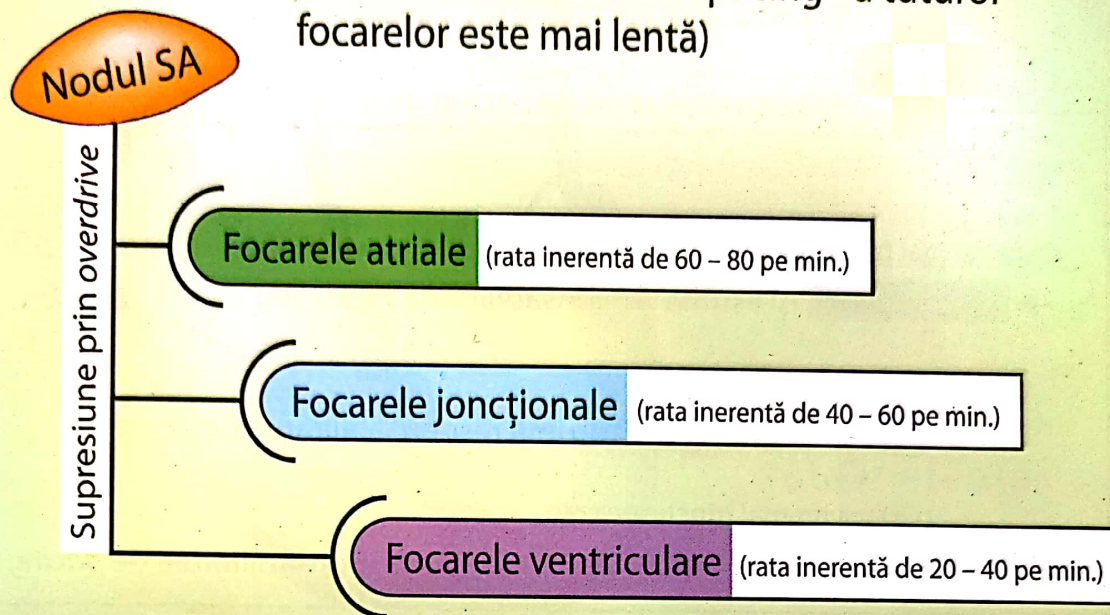 focarelor este mai lentă)
Nodul SA
Supresiune prin overdrive
Focarele atriale (rata inerentă de 60 – 80 pe min.)
Focarele joncționale (rata inerentă de 40 – 60 pe min.)
Focarele ventriculare (rata inerentă de 20 – 40 pe min.)